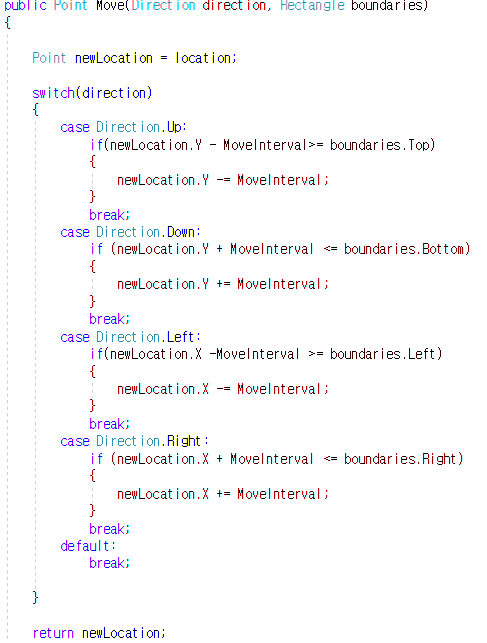 public Point Move(Direction direction, Rectangle boundaries)
{
Point newLocation = location;
switch(direction)
{
case Direction.Up:
if(newLocation.Y - MoveInterval>= boundaries.Top)
{
newLocation.Y -= MoveInterval;
}
break;
case Direction.Down:
if (newLocation.Y + MoveInterval <= boundaries.Bottom)
{
newLocation.Y += MoveInterval;
}
break;
case Direction.Left:
if(newLocation.X -MoveInterval >= boundaries.Left)
{
newLocation.X -= MoveInterval;
}
break;
case Direction.Right:
if (newLocation.X + MoveInterval <= boundaries.Right)
{
newLocation.X += MoveInterval;
}
break;
default:
break;
}
return newLocation;